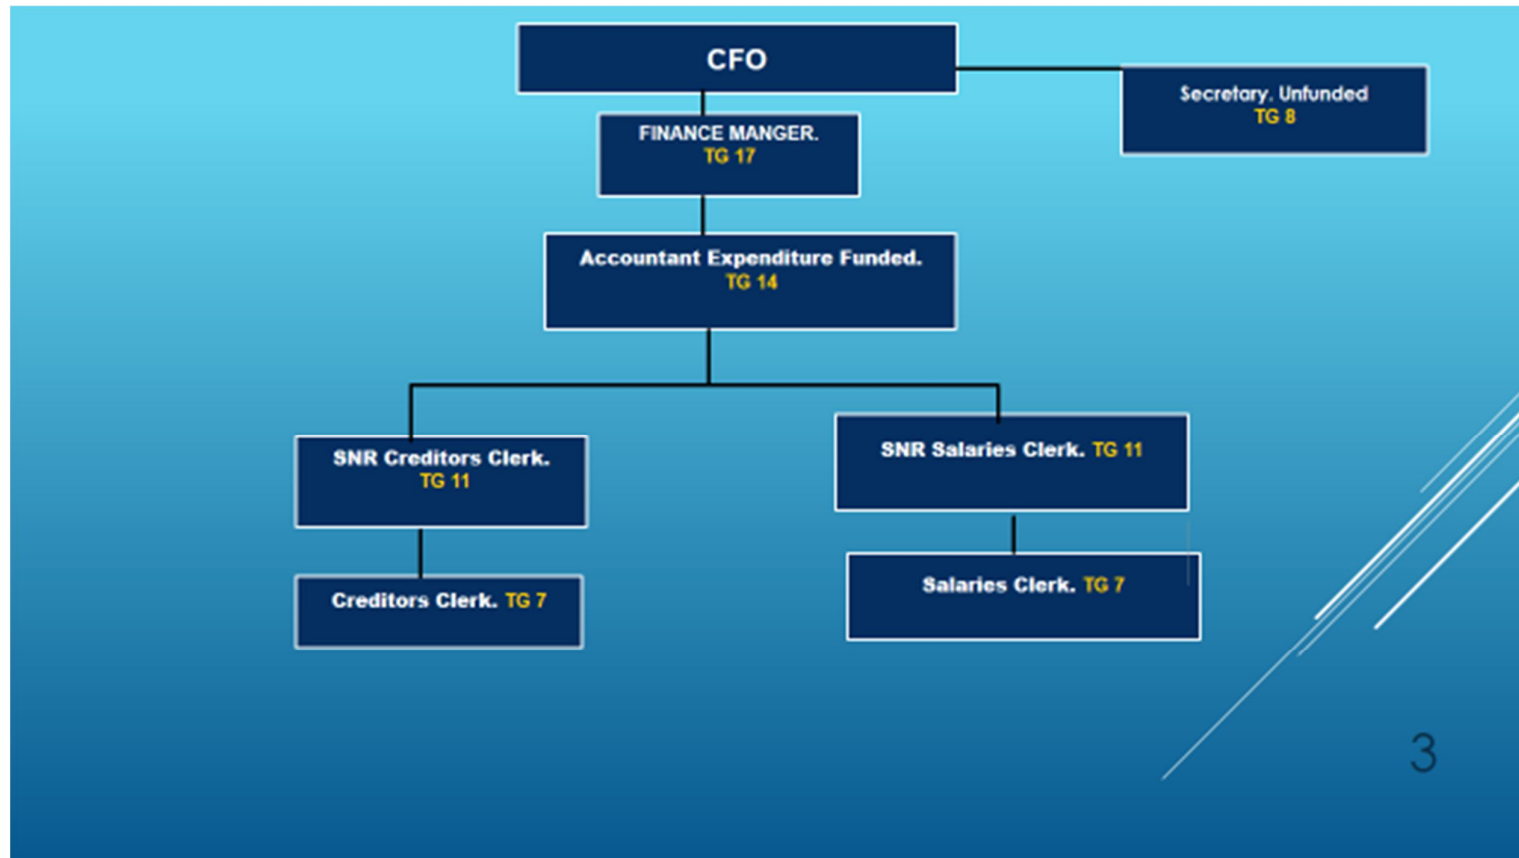 CFO
Secretary. Unfunded
TG 8
FINANCE MANGER.
TG 17
Accountant Expenditure Funded.
TG 14
SNR Creditors Clerk.
TG 11
SNR Salaries Clerk. TG 11
Creditors Clerk. TG 7
Salaries Clerk. TG 7
3